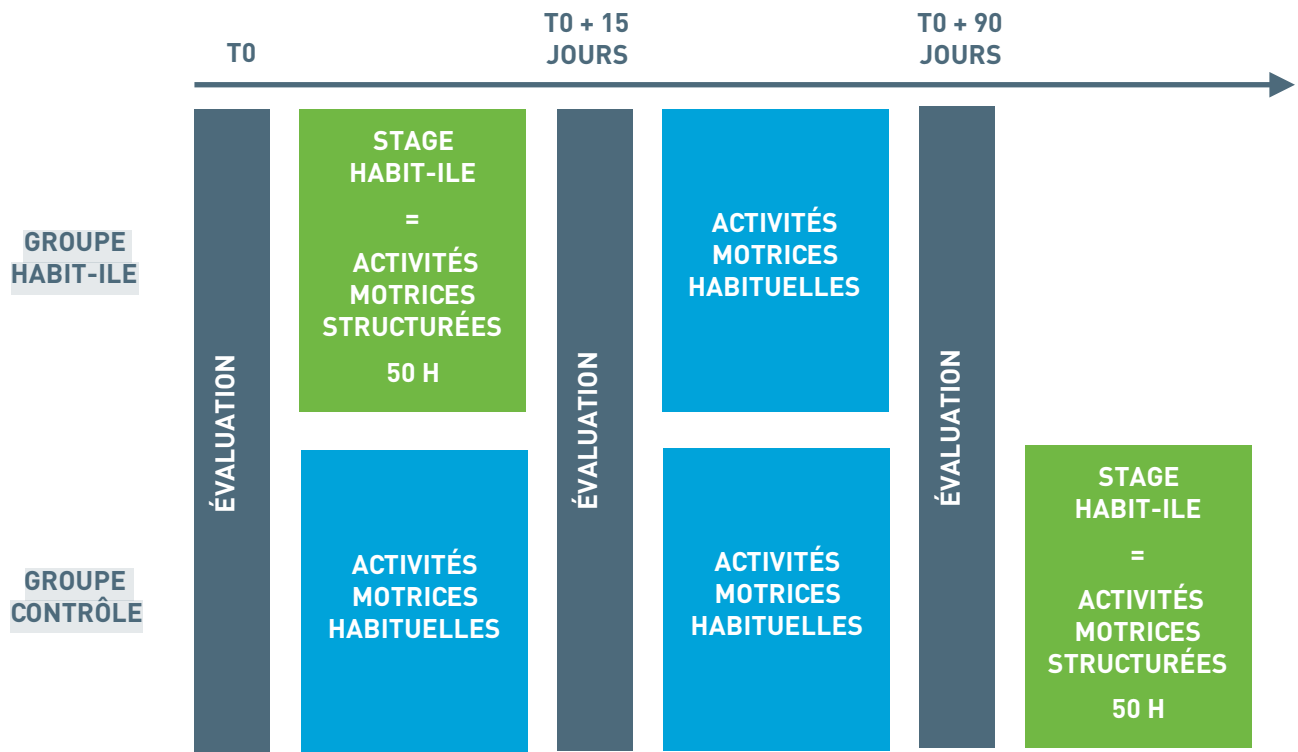 T0
T0 + 15
JOURS
T0 + 90
JOURS
GROUPE
HABIT-ILE
ÉVALUATION
STAGE
HABIT-ILE
=
ACTIVITÉS
MOTRICES
STRUCTURÉES
50 H
ÉVALUATION
ACTIVITÉS
MOTRICES
HABITUELLES
ÉVALUATION
GROUPE
CONTRÔLE
ACTIVITÉS
MOTRICES
HABITUELLES
ACTIVITÉS
MOTRICES
HABITUELLES
STAGE
HABIT-ILE
=
ACTIVITÉS
MOTRICES
STRUCTURÉES
50 H